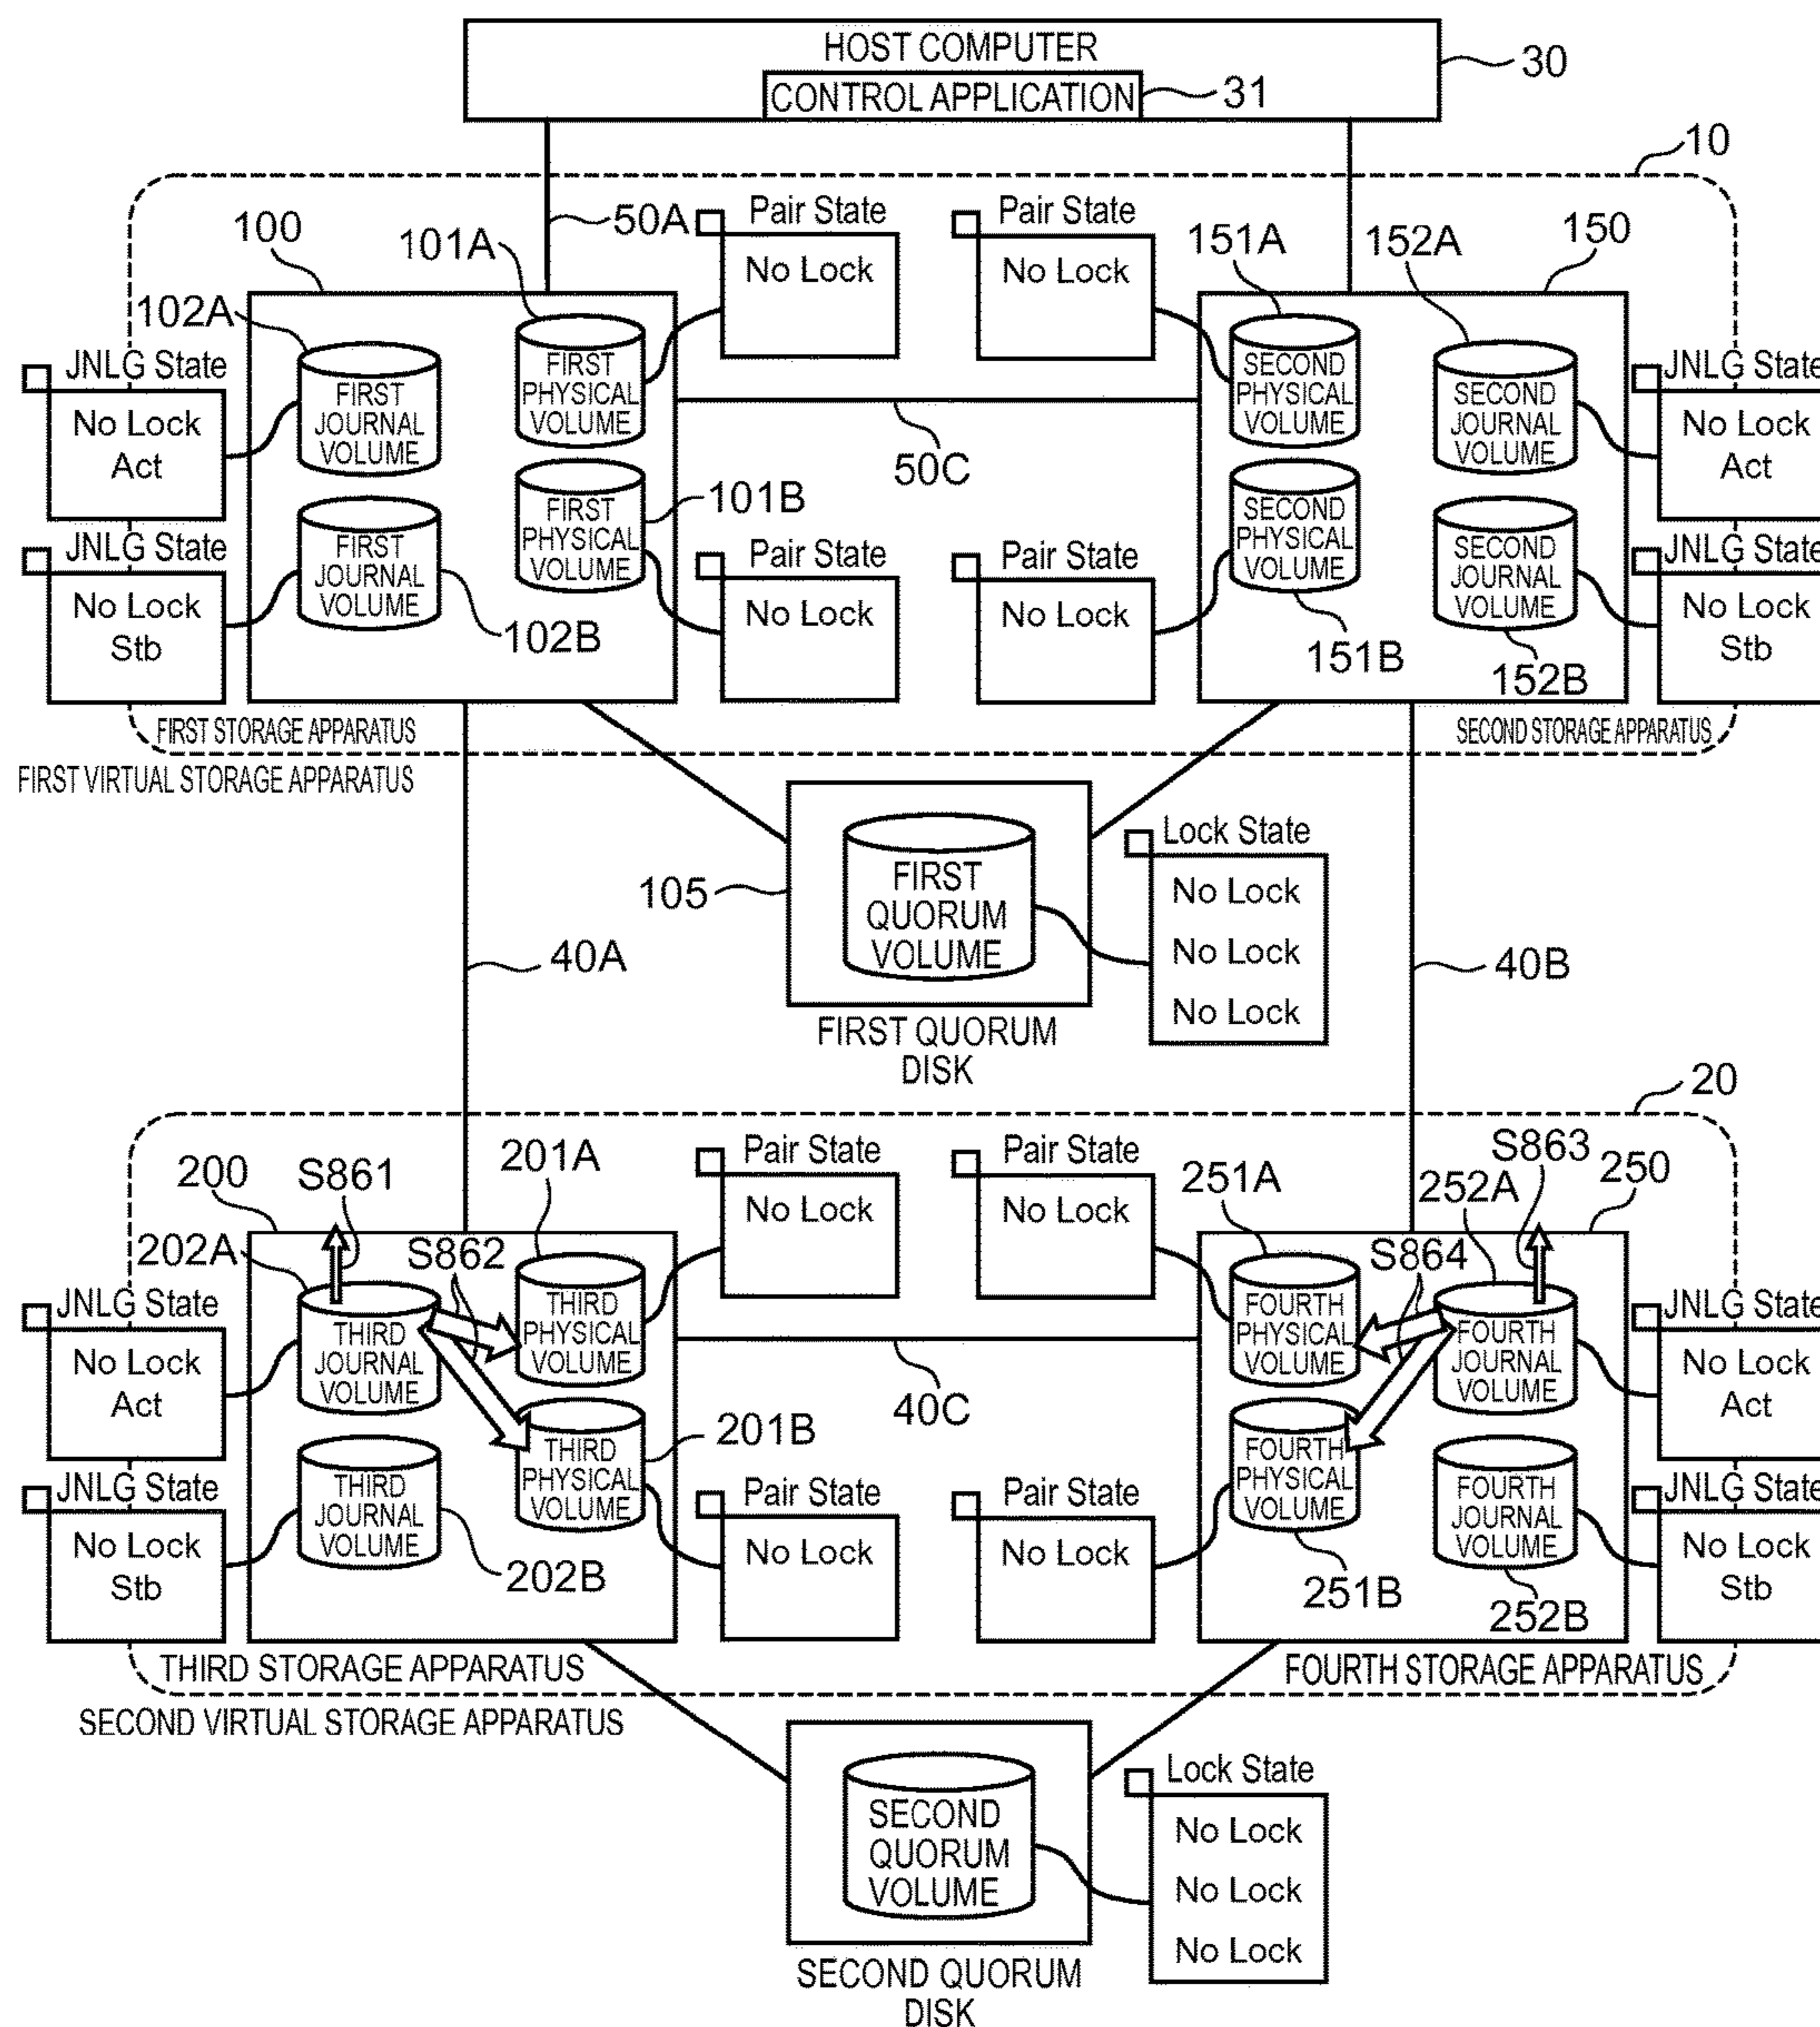 HOST COMPUTER
30
CONTROL APPLICATION
31
10
50A
Pair State
No Lock
Pair State
No Lock
100
101A
151A
152A
150
102A
JNLG State
No Lock
Act
FIRST
JOURNAL
VOLUME
FIRST
PHYSICAL
VOLUME
SECOND
PHYSICAL
VOLUME
SECOND
JOURNAL
VOLUME
JNLG State
No Lock
Act
50C
JNLG State
No Lock
Stb
FIRST
JOURNAL
VOLUME
102B
FIRST
PHYSICAL
VOLUME
101B
Pair State
No Lock
Pair State
No Lock
SECOND
PHYSICAL
VOLUME
151B
SECOND
JOURNAL
VOLUME
152B
JNLG State
No Lock
Stb
FIRST STORAGE APPARATUS
SECOND STORAGE APPARATUS
FIRST VIRTUAL STORAGE APPARATUS
105
FIRST
QUORUM
VOLUME
Lock State
No Lock
No Lock
No Lock
40A
40B
FIRST QUORUM
DISK
20
200
S861
201A
Pair State
No Lock
Pair State
No Lock
251A
252A
S863
250
202A
S862
S864
JNLG State
No Lock
Act
THIRD
JOURNAL
VOLUME
THIRD
PHYSICAL
VOLUME
FOURTH
PHYSICAL
VOLUME
FOURTH
JOURNAL
VOLUME
JNLG State
No Lock
Act
40C
JNLG State
No Lock
Stb
THIRD
JOURNAL
VOLUME
202B
THIRD
PHYSICAL
VOLUME
201B
Pair State
No Lock
Pair State
No Lock
FOURTH
PHYSICAL
VOLUME
251B
FOURTH
JOURNAL
VOLUME
252B
JNLG State
No Lock
Stb
THIRD STORAGE APPARATUS
FOURTH STORAGE APPARATUS
SECOND VIRTUAL STORAGE APPARATUS
SECOND
QUORUM
VOLUME
Lock State
No Lock
No Lock
No Lock
SECOND QUORUM
DISK